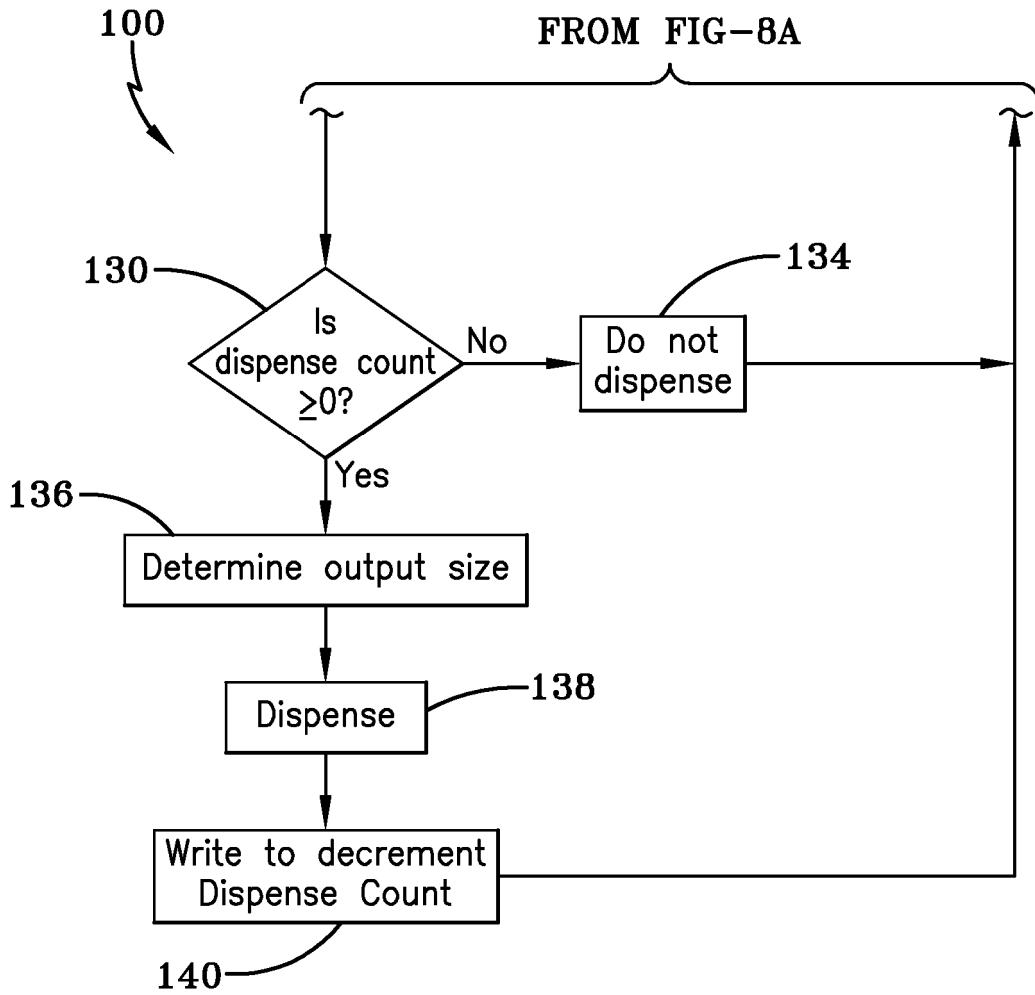 100
FROM FIG-8A
130
Is
dispense count
≥0?
No
134
Do not
dispense
Yes
136
Determine output size
Dispense
138
Write to decrement
Dispense Count
140